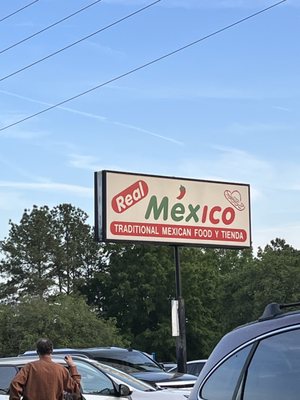 Real
México
TRADITIONAL MEXICAN FOOD Y TIENDA